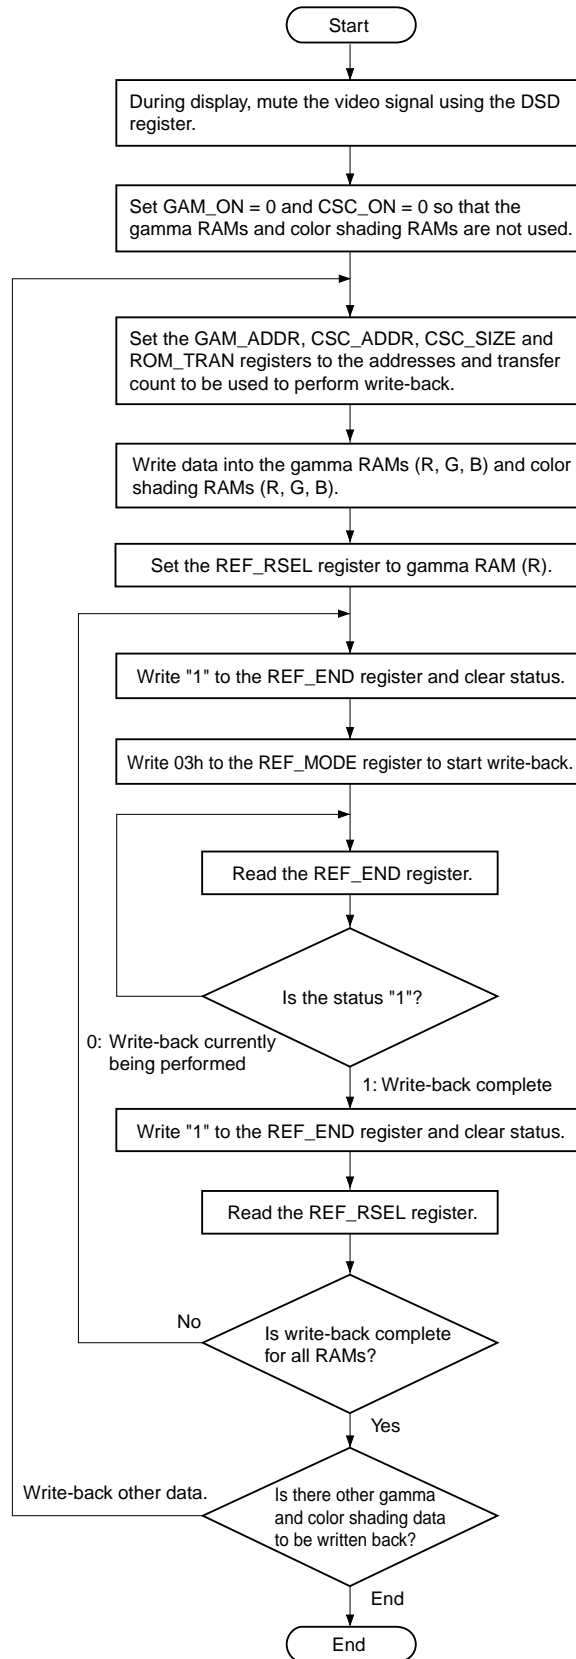 Start
During display, mute the video signal using the DSD
register.
Set GAM_ON = 0 and CSC_ON = 0 so that the
gamma RAMs and color shading RAMs are not used.
Set the GAM_ADDR, CSC_ADDR, CSC_SIZE and
ROM_TRAN registers to the addresses and transfer
count to be used to perform write-back.
Write data into the gamma RAMs (R, G, B) and color
shading RAMs (R, G, B).
Set the REF_RSEL register to gamma RAM (R).
Write "1" to the REF_END register and clear status.
Write 03h to the REF_MODE register to start write-back.
Read the REF_END register.
Is the status "1"?
0: Write-back currently
being performed
1: Write-back complete
Write "1" to the REF_END register and clear status.
Read the REF_RSEL register.
No
Is write-back complete
for all RAMs?
Yes
Write-back other data.
Is there other gamma
and color shading data
to be written back?
End
End